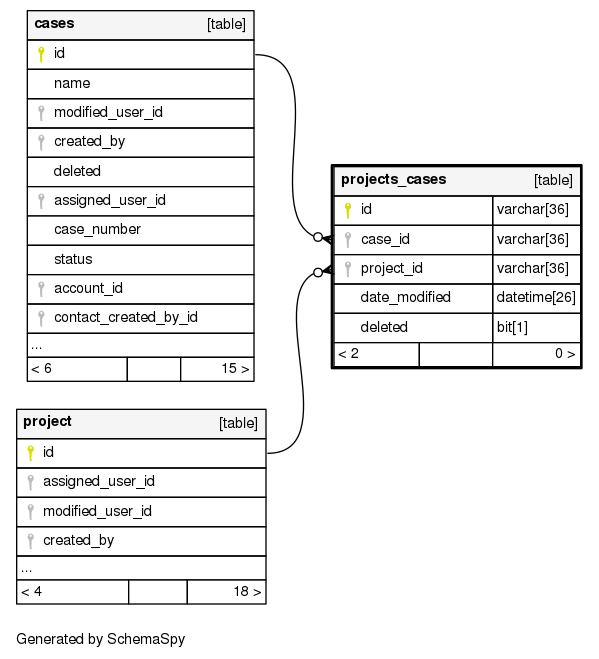 cases [table]
id
name
modified_user_id
created_by
deleted
assigned_user_id
case_number
status
account_id
contact_created_by_id
...
< 6 15 >
projects_cases [table]
id varchar[36]
case_id varchar[36]
project_id varchar[36]
date_modified datetime[26]
deleted bit[1]
< 2 0 >
project [table]
id
assigned_user_id
modified_user_id
created_by
...
< 4 18 >
Generated by SchemaSpy